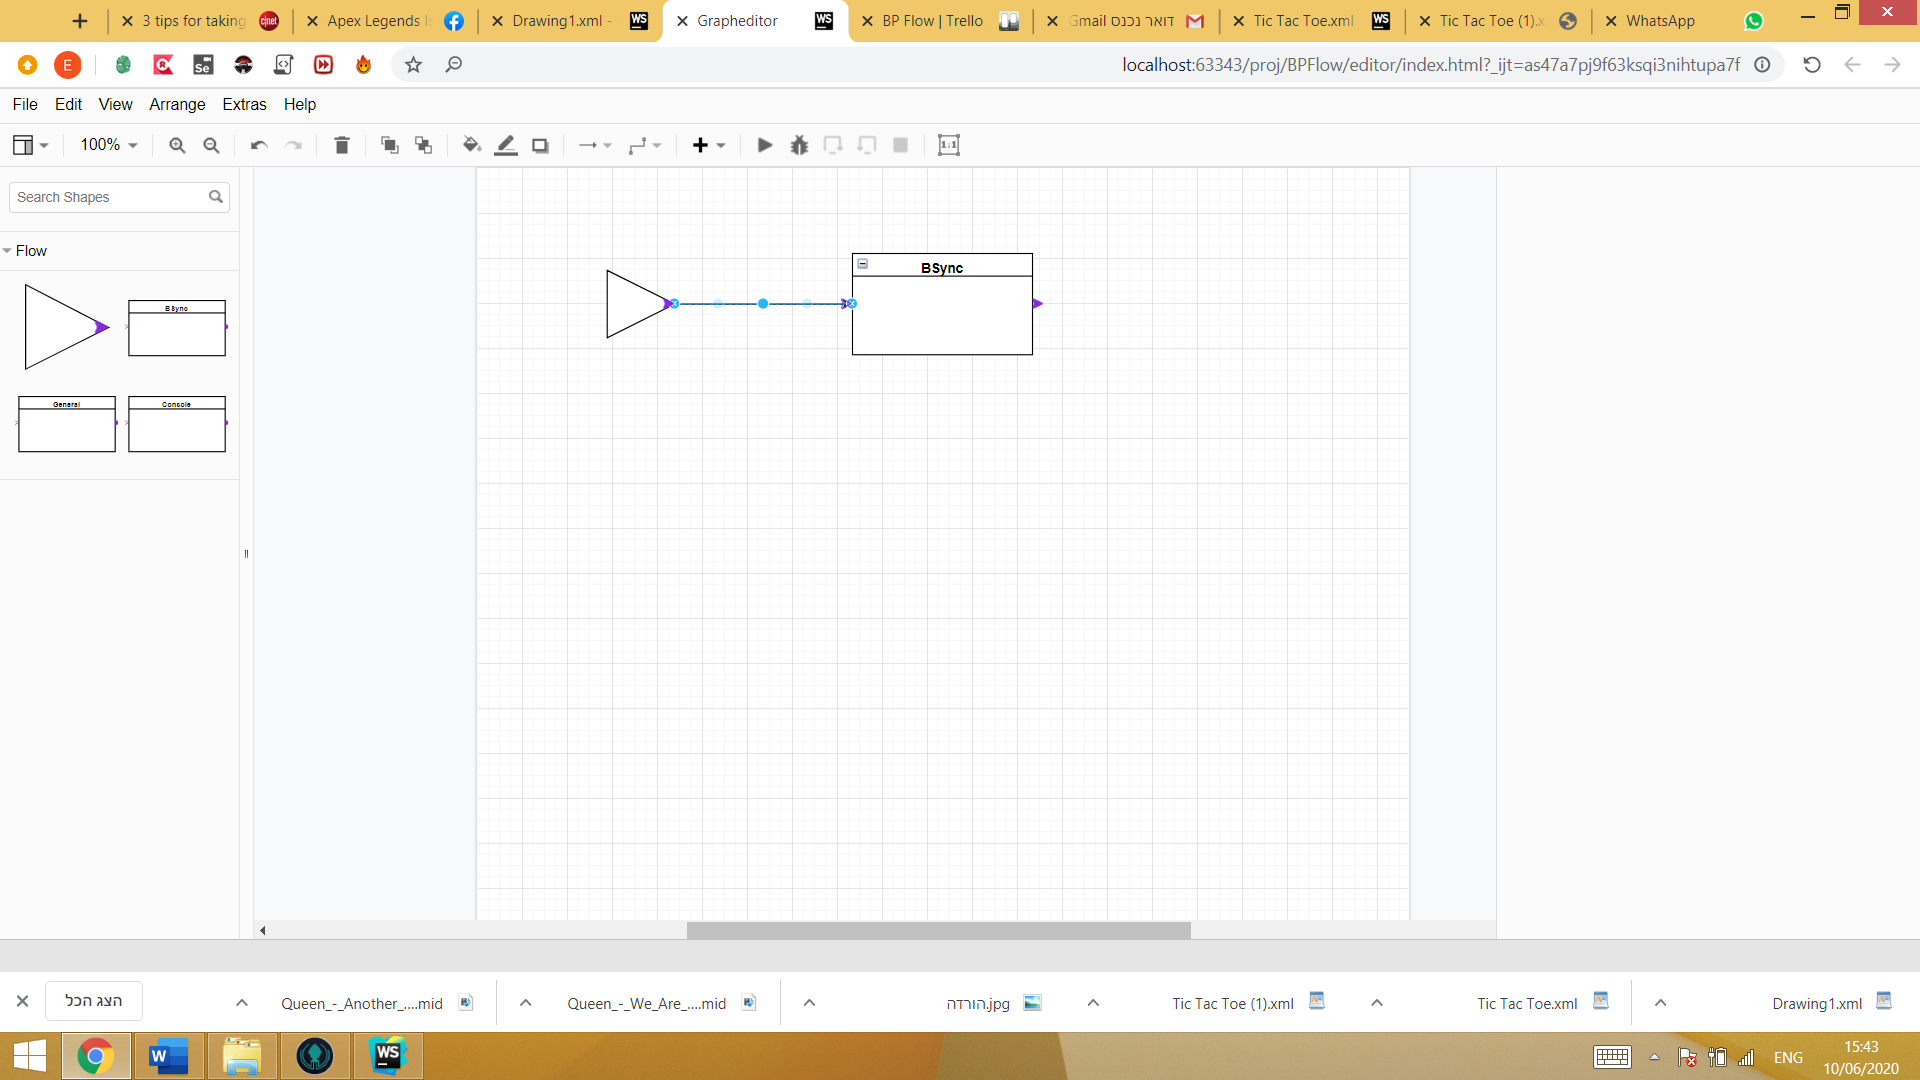 3 tips for taking
Apex Legends Is
Drawing1.xml -
Grapheditor
BP Flow | Trello
דואר נכנס Gmail
Tic Tac Toe.xml
Tic Tac Toe (1).x
WhatsApp
E
localhost:63343/proj/BPFlow/editor/index.html?_ijt=as47a7pj9f63ksqi3nihtupa7f
File Edit View Arrange Extras Help
100%
1:1
Search Shapes
Flow
BSync
General
Console
BSync
הצג הכל
Queen_-_Another_....mid
Queen_-_We_Are_....mid
הורדה.jpg
Tic Tac Toe (1).xml
Tic Tac Toe.xml
Drawing1.xml
ENG
15:43
10/06/2020